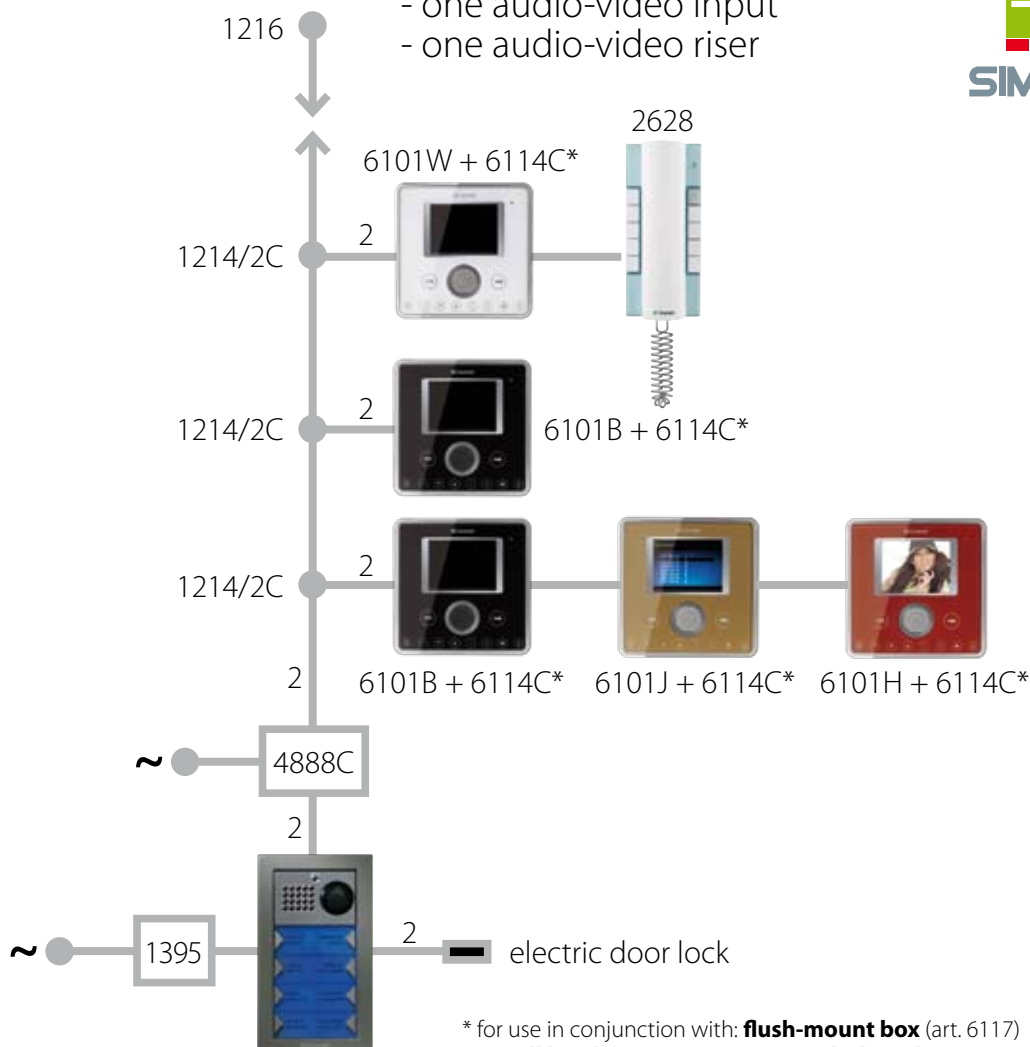 - one audio-video input
- one audio-video riser
1216
SIM
2628
6101W + 6114C*
2
1214/2C
2
1214/2C
6101B + 6114C*
2
1214/2C
6101B + 6114C*
6101J + 6114C*
6101H + 6114C*
2
~
4888C
2
~
1395
2
electric door lock
* for use in conjunction with: flush-mount box (art. 6117)